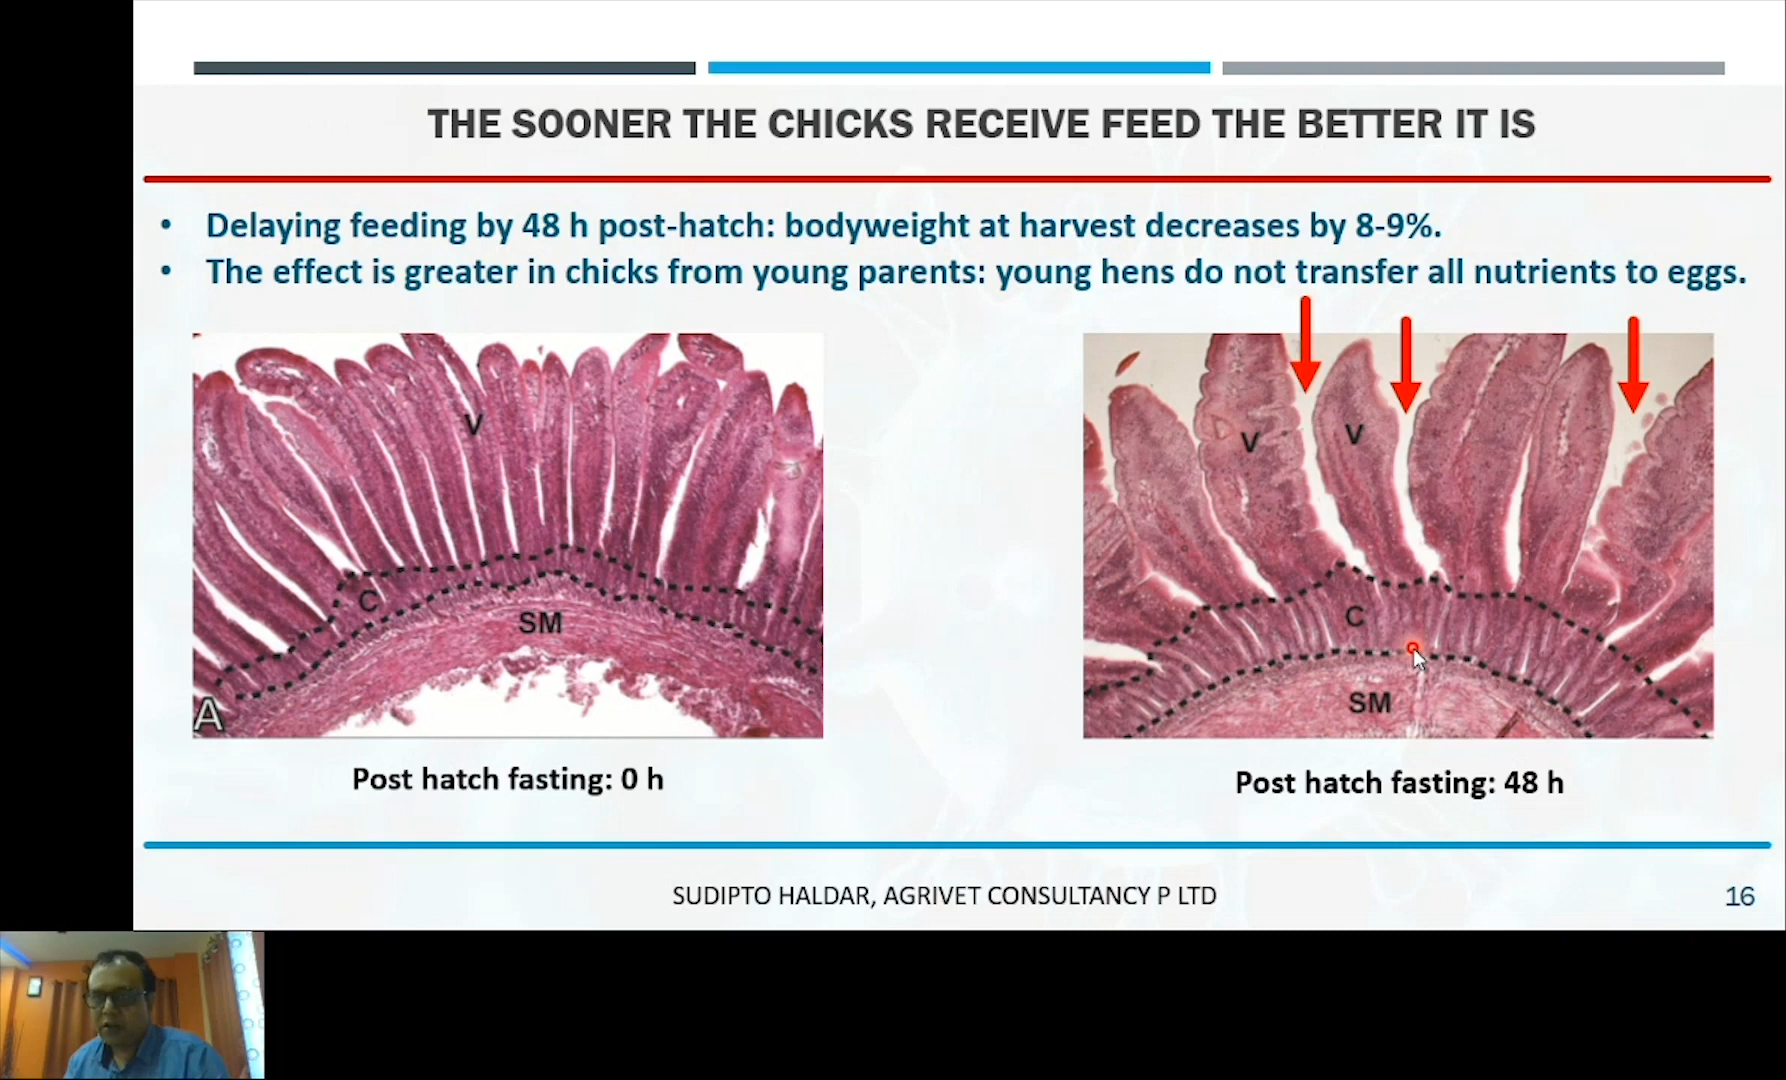 THE SOONER THE CHICKS RECEIVE FEED THE BETTER IT IS
• Delaying feeding by 48 h post-hatch: bodyweight at harvest decreases by 8-9%.
• The effect is greater in chicks from young parents: young hens do not transfer all nutrients to eggs.
V
C
SM
A
V
V
C
SM
Post hatch fasting: 0 h
Post hatch fasting: 48 h
SUDIPTO HALDAR, AGRIVET CONSULTANCY P LTD
16